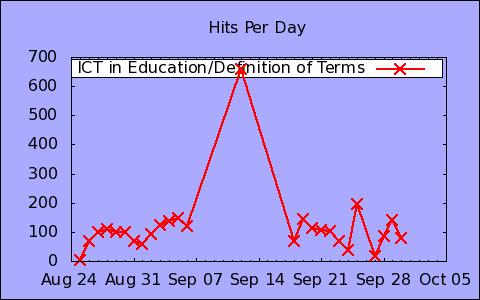 Hits Per Day
700
ICT in Education/Definition of Terms
600
500
400
300
200
100
0
Aug 24 Aug 31 Sep 07 Sep 14 Sep 21 Sep 28 Oct 05